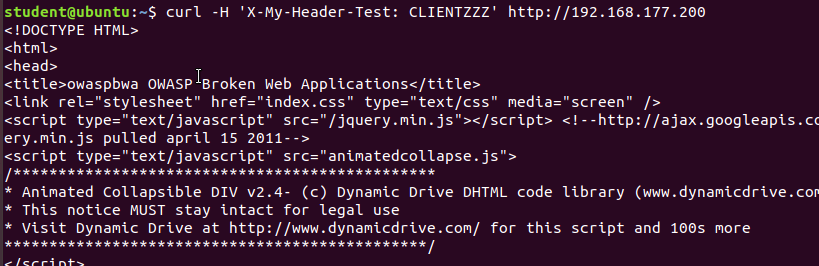 student@ubuntu:~$ curl -H 'X-My-Header-Test: CLIENTZZZ' http://192.168.177.200
<!DOCTYPE HTML>
<html>
<head>
<title>owaspbwa OWASP Broken Web Applications</title>
<link rel="stylesheet" href="index.css" type="text/css" media="screen" />
<script type="text/javascript" src="/jquery.min.js"></script> <!--http://ajax.googleapis.co
ery.min.js pulled april 15 2011-->
<script type="text/javascript" src="animatedcollapse.js">
/***********************************************
* Animated Collapsible DIV v2.4- (c) Dynamic Drive DHTML code library (www.dynamicdrive.com
* This notice MUST stay intact for legal use
* Visit Dynamic Drive at http://www.dynamicdrive.com/ for this script and 100s more
***********************************************/
</script>